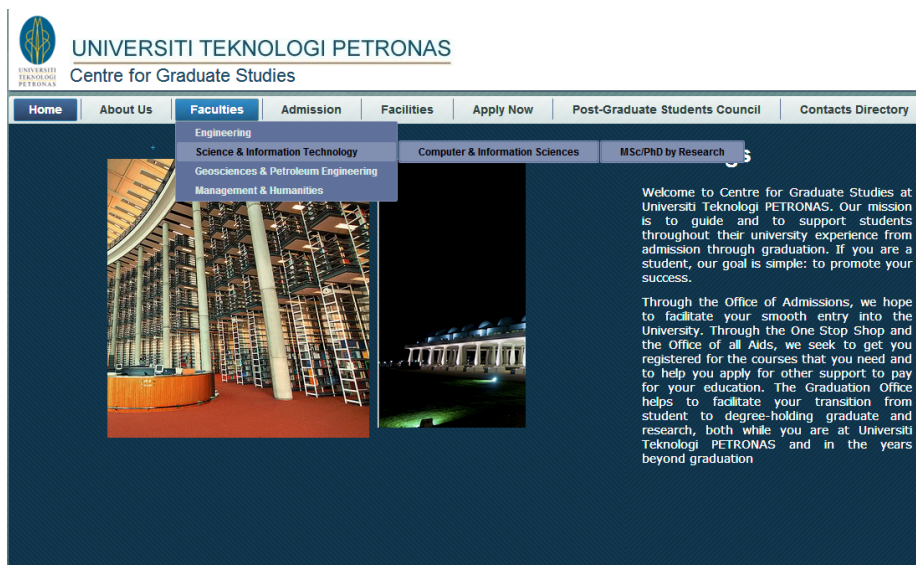 UNIVERSITI
TEKNOLOGI
PETRONAS
UNIVERSITI TEKNOLOGI PETRONAS
Centre for Graduate Studies
Home About Us Faculties Admission Facilities Apply Now Post-Graduate Students Council Contacts Directory
Engineering
Science & Information Technology Computer & Information Sciences MSc/PhD by Research
Geosciences & Petroleum Engineering
Management & Humanities
Welcome to Centre for Graduate Studies at
Universiti Teknologi PETRONAS. Our mission
is to guide and to support students
throughout their university experience from
admission through graduation. If you are a
student, our goal is simple: to promote your
success.
Through the Office of Admissions, we hope
to facilitate your smooth entry into the
University. Through the One Stop Shop and
the Office of all Aids, we seek to get you
registered for the courses that you need and
to help you apply for other support to pay
for your education. The Graduation Office
helps to facilitate your transition from
student to degree-holding graduate and
research, both while you are at Universiti
Teknologi PETRONAS and in the years
beyond graduation